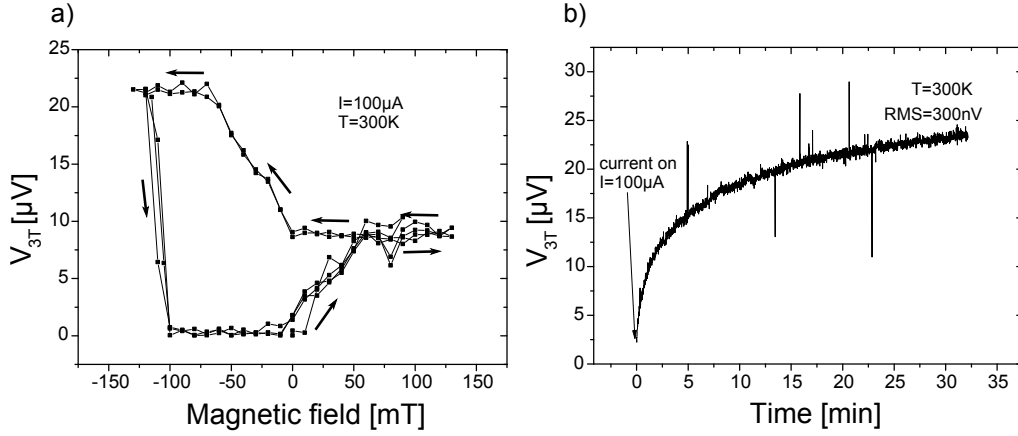 a)
V3T [µV]
25
20
15
10
5
0
I=100µA
T=300K
-150 -100 -50 0 50 100 150
Magnetic field [mT]
b)
V3T [µV]
30
25
20
15
10
5
0
T=300K
RMS=300nV
current on
I=100µA
0 5 10 15 20 25 30 35
Time [min]